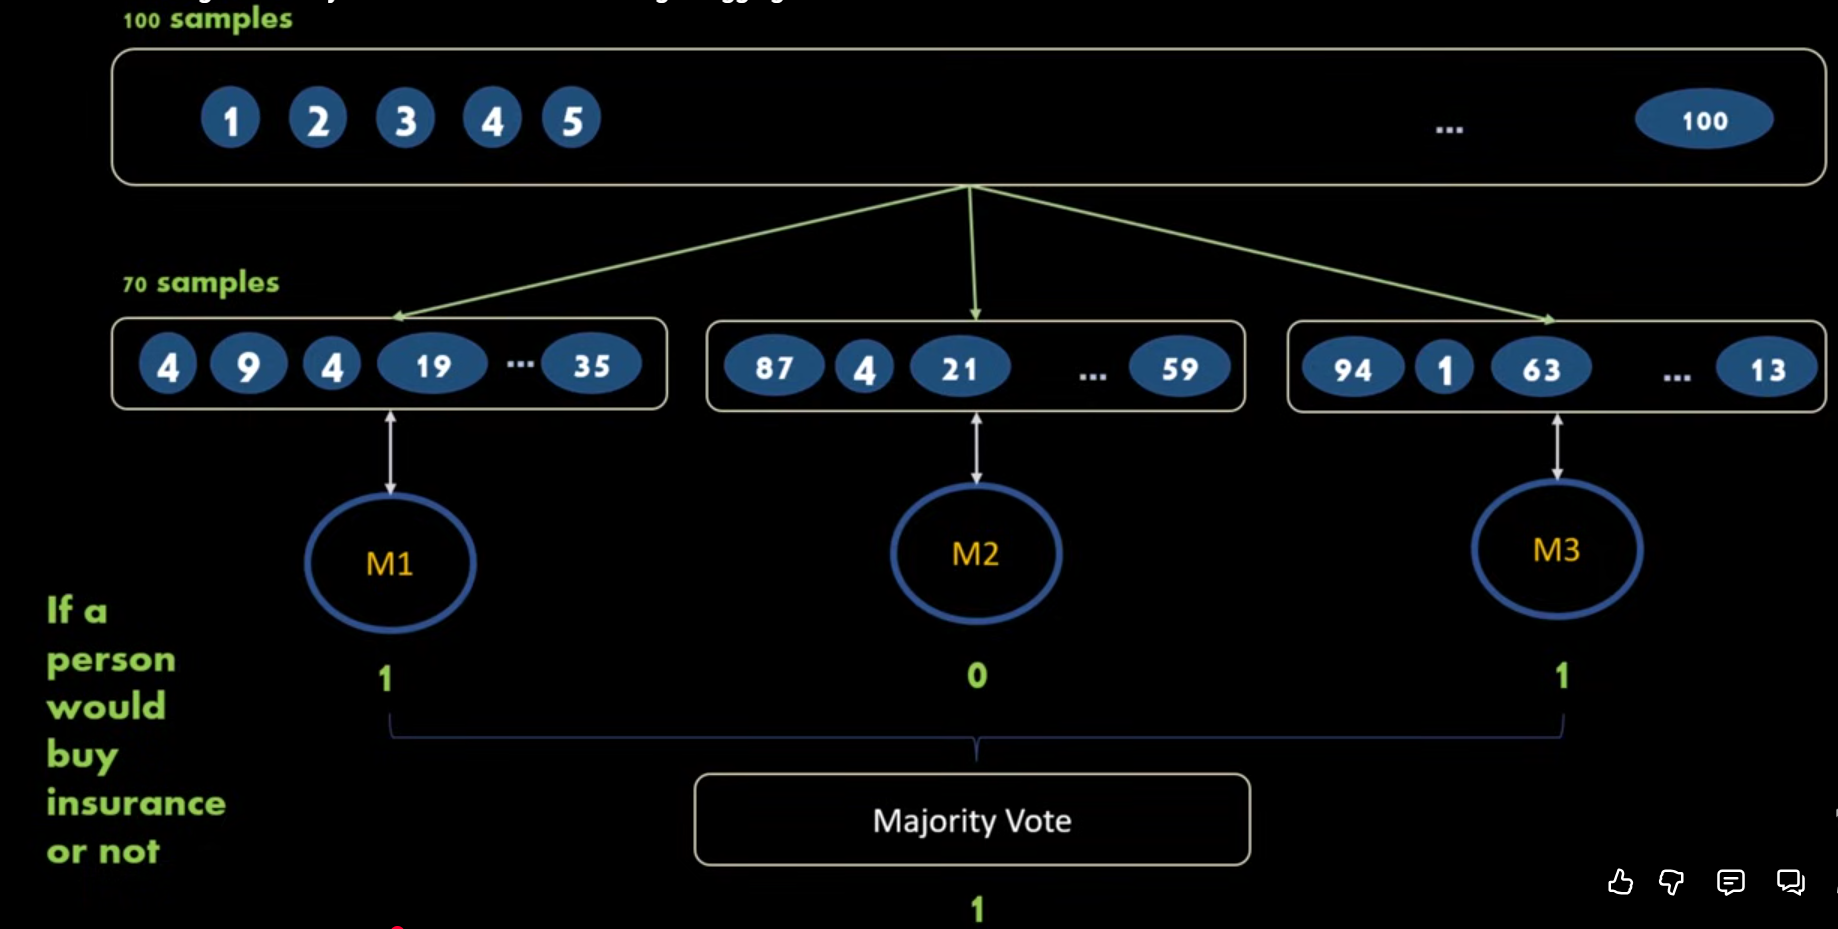 100 samples
1 2 3 4 5 ... 100
70 samples
4 9 4 19 ... 35
87 4 21 ... 59
94 1 63 ... 13
M1
M2
M3
If a
person
would
buy
insurance
or not
1
0
1
Majority Vote
1